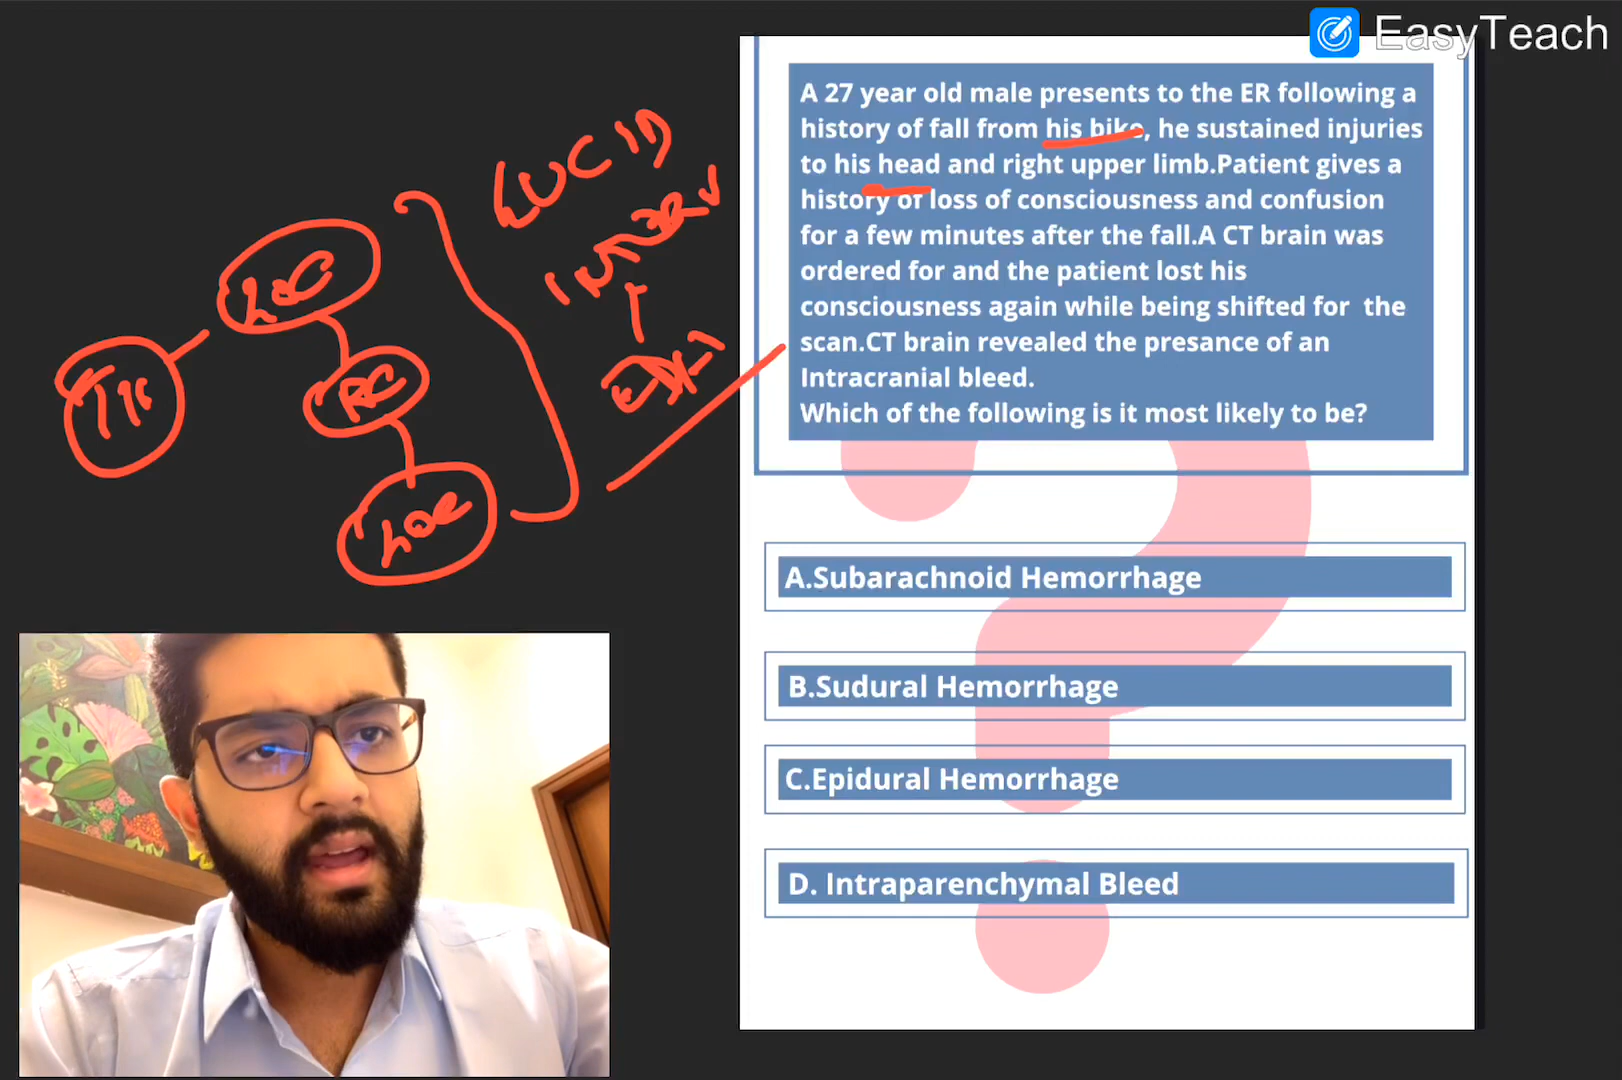 EasyTeach
A 27 year old male presents to the ER following a
history of fall from his bike, he sustained injuries
to his head and right upper limb.Patient gives a
history of loss of consciousness and confusion
for a few minutes after the fall.A CT brain was
ordered for and the patient lost his
consciousness again while being shifted for the
scan.CT brain revealed the presance of an
Intracranial bleed.
Which of the following is it most likely to be?
A.Subarachnoid Hemorrhage
B.Sudural Hemorrhage
C.Epidural Hemorrhage
D. Intraparenchymal Bleed
LUCID
LOC
RC
LOC